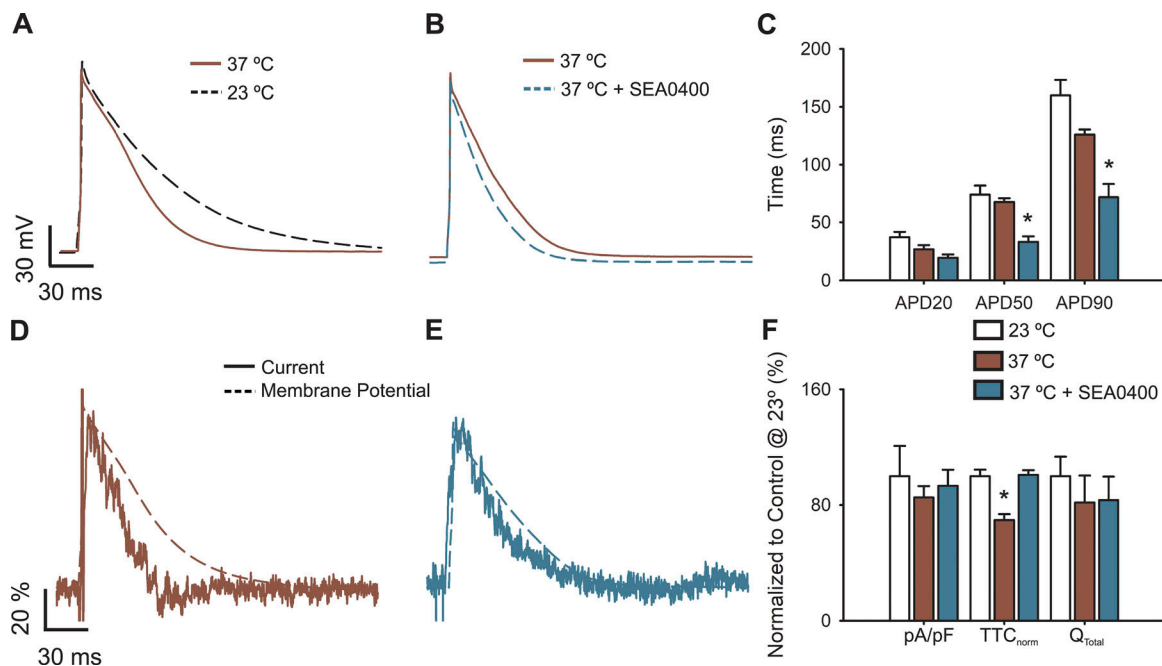 A
37 ºC
23 ºC
30 mV
30 ms
B
37 ºC
37 ºC + SEA0400
C
Time (ms)
200
150
100
50
0
APD20 APD50 APD90
D
Current
Membrane Potential
20 %
30 ms
E
F
23 ºC
37 ºC
37 ºC + SEA0400
Normalized to Control @ 23º (%)
160
80
0
pA/pF TTCnorm QTotal